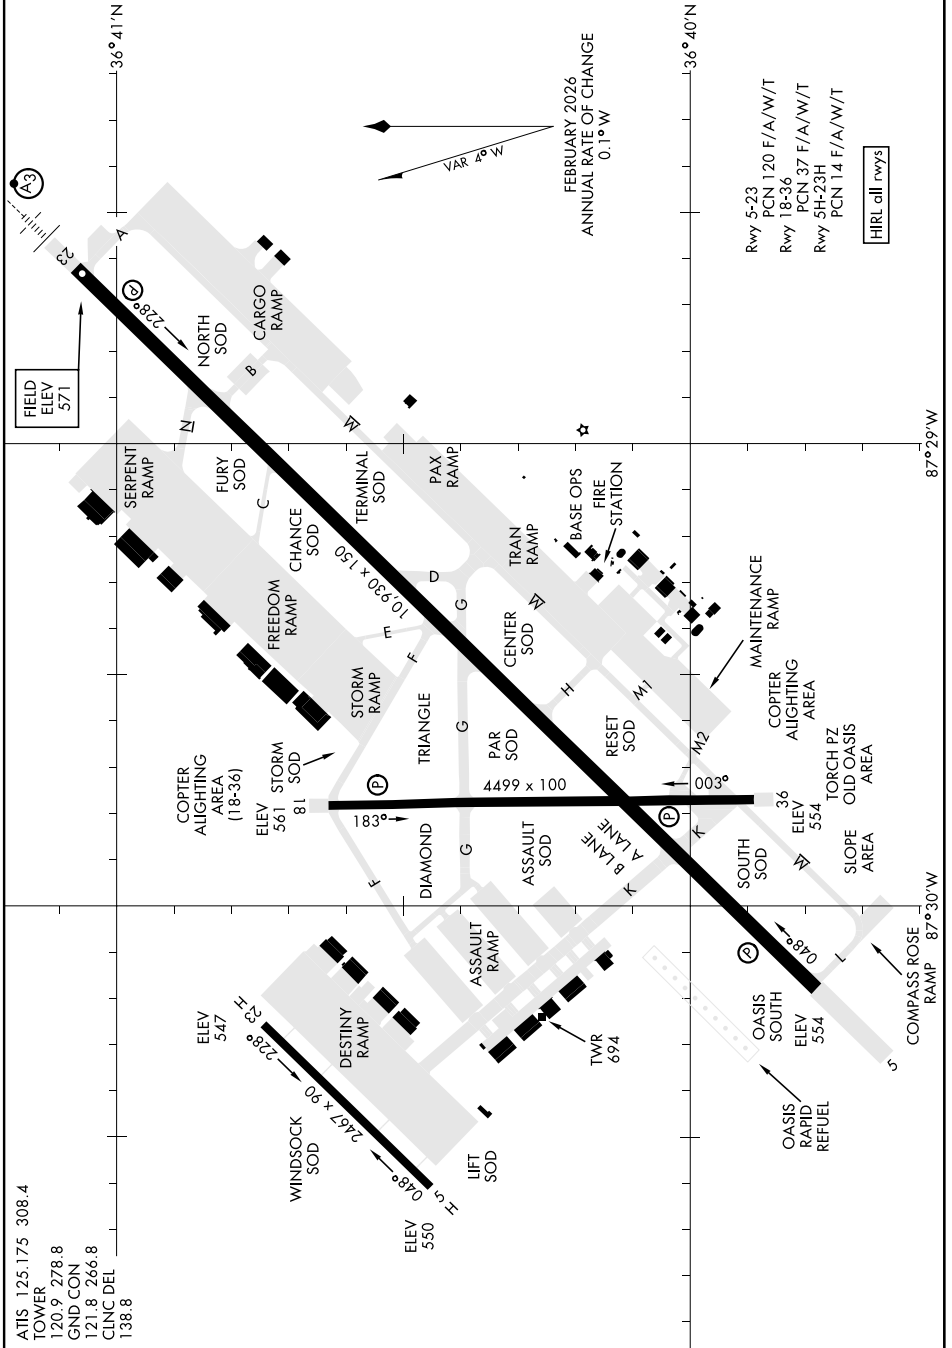 ATIS 125.175 308.4
TOWER
120.9 278.8
GND CON
121.8 266.8
CLNC DEL
138.8
36°41'N
36°40'N
87°29'W
87°30'W
A3
FIELD
ELEV
571
23
A
P
228°
NORTH
SOD
CARGO
RAMP
B
N
M
SERPENT
RAMP
FURY
SOD
C
CHANCE
SOD
TERMINAL
SOD
PAX
RAMP
10,930 x 150
D
G
TRAN
RAMP
BASE OPS
FIRE
STATION
M
FREEDOM
RAMP
E
F
CENTER
SOD
STORM
RAMP
STORM
SOD
TRIANGLE
G
PAR
SOD
H
M1
RESET
SOD
M2
MAINTENANCE
RAMP
COPTER
ALIGHTING
AREA
TORCH PZ
OLD OASIS
AREA
COPTER
ALIGHTING
AREA
(18-36)
ELEV
561
18
P
183°
4499 x 100
003°
36
ELEV
554
P
K
F
DIAMOND
G
ASSAULT
SOD
B LANE
A LANE
K
SOUTH
SOD
M
SLOPE
AREA
ASSAULT
RAMP
P
048°
L
COMPASS ROSE
RAMP
OASIS
SOUTH
ELEV
554
5
OASIS
RAPID
REFUEL
TWR
694
DESTINY
RAMP
ELEV
547
23 H
228°
2467 x 90
WINDSOCK
SOD
048°
5 H
ELEV
550
LIFT
SOD
VAR 4° W
FEBRUARY 2026
ANNUAL RATE OF CHANGE
0.1° W
Rwy 5-23
PCN 120 F/A/W/T
Rwy 18-36
PCN 37 F/A/W/T
Rwy 5H-23H
PCN 14 F/A/W/T
HIRL all rwys